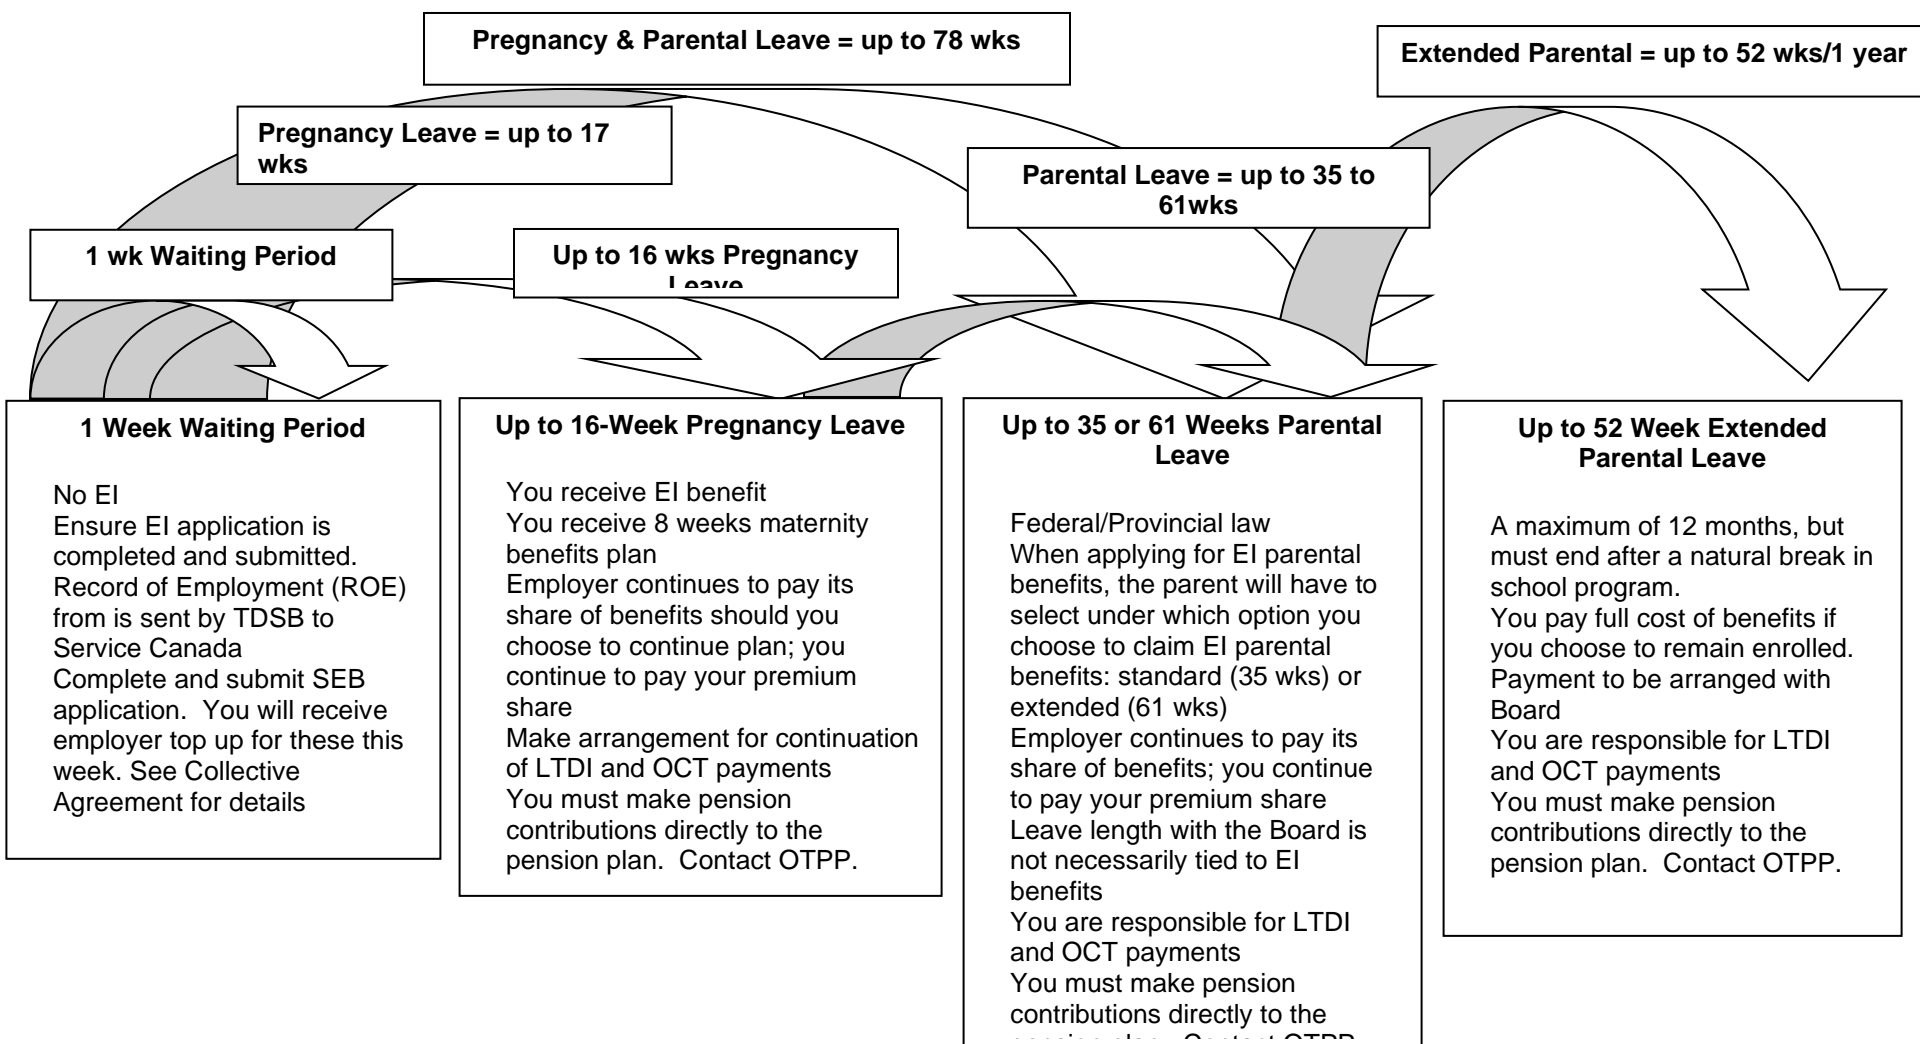 Pregnancy & Parental Leave = up to 78 wks
Extended Parental = up to 52 wks/1 year
Pregnancy Leave = up to 17
wks
Parental Leave = up to 35 to
61wks
1 wk Waiting Period
Up to 16 wks Pregnancy
Leave
1 Week Waiting Period
No EI
Ensure EI application is
completed and submitted.
Record of Employment (ROE)
from is sent by TDSB to
Service Canada
Complete and submit SEB
application.  You will receive
employer top up for these this
week. See Collective
Agreement for details
Up to 16-Week Pregnancy Leave
You receive EI benefit
You receive 8 weeks maternity
benefits plan
Employer continues to pay its
share of benefits should you
choose to continue plan; you
continue to pay your premium
share
Make arrangement for continuation
of LTDI and OCT payments
You must make pension
contributions directly to the
pension plan.  Contact OTPP.
Up to 35 or 61 Weeks Parental
Leave
Federal/Provincial law
When applying for EI parental
benefits, the parent will have to
select under which option you
choose to claim EI parental
benefits: standard (35 wks) or
extended (61 wks)
Employer continues to pay its
share of benefits; you continue
to pay your premium share
Leave length with the Board is
not necessarily tied to EI
benefits
You are responsible for LTDI
and OCT payments
You must make pension
contributions directly to the
pension plan.  Contact OTPP.
Up to 52 Week Extended
Parental Leave
A maximum of 12 months, but
must end after a natural break in
school program.
You pay full cost of benefits if
you choose to remain enrolled.
Payment to be arranged with
Board
You are responsible for LTDI
and OCT payments
You must make pension
contributions directly to the
pension plan.  Contact OTPP.